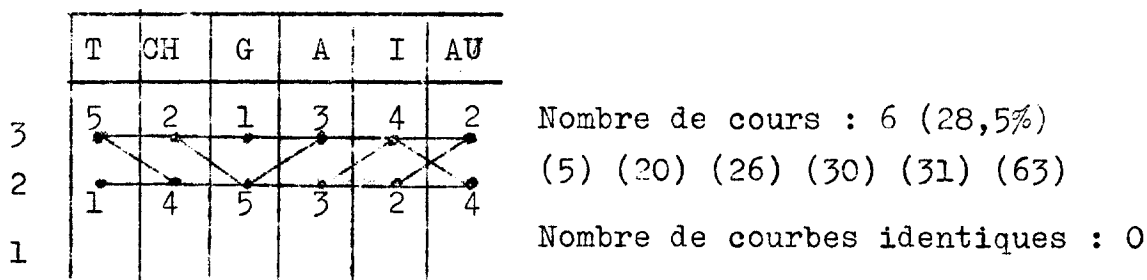 T CH G A I AU
3 5 2 1 3 4 2
2 1 4 5 3 2 4
1
Nombre de cours : 6 (28,5%)
(5) (20) (26) (30) (31) (63)
Nombre de courbes identiques : 0